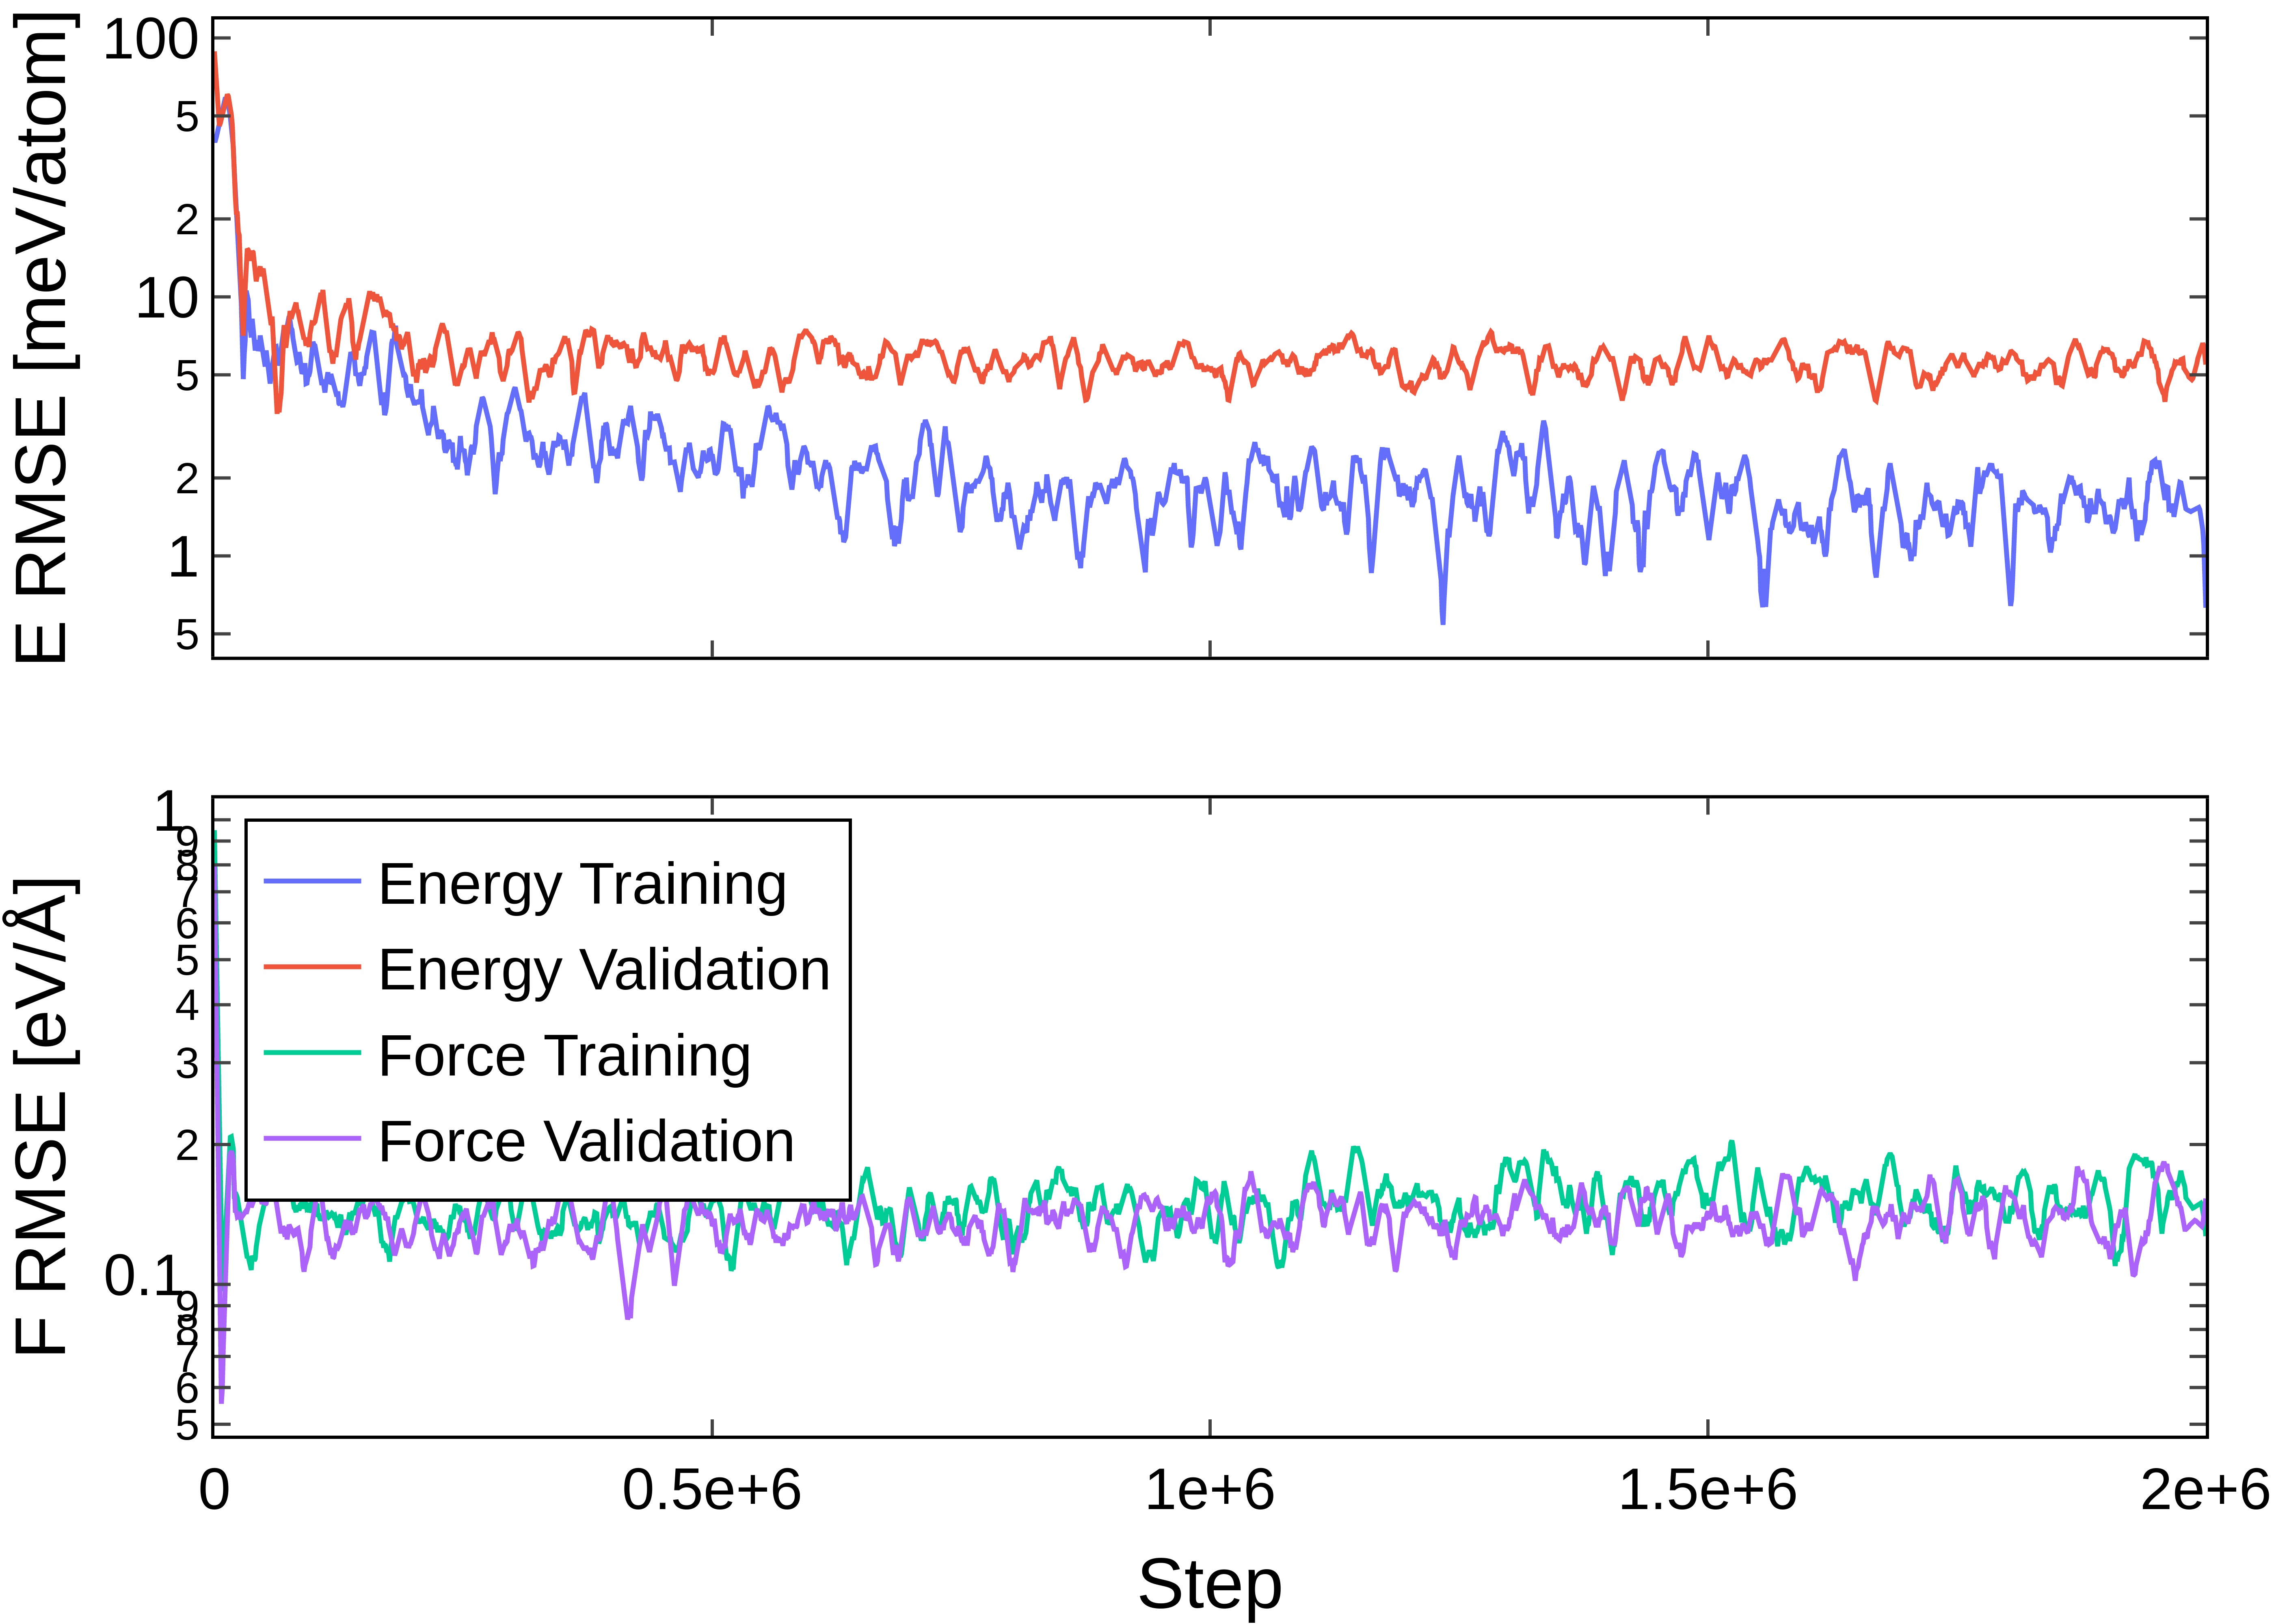 E RMSE [meV/atom]
100
5
2
10
5
2
1
5
F RMSE [eV/Å]
1
9
8
7
6
5
4
3
2
0.1
9
8
7
6
5
Energy Training
Energy Validation
Force Training
Force Validation
0 0.5e+6 1e+6 1.5e+6 2e+6
Step